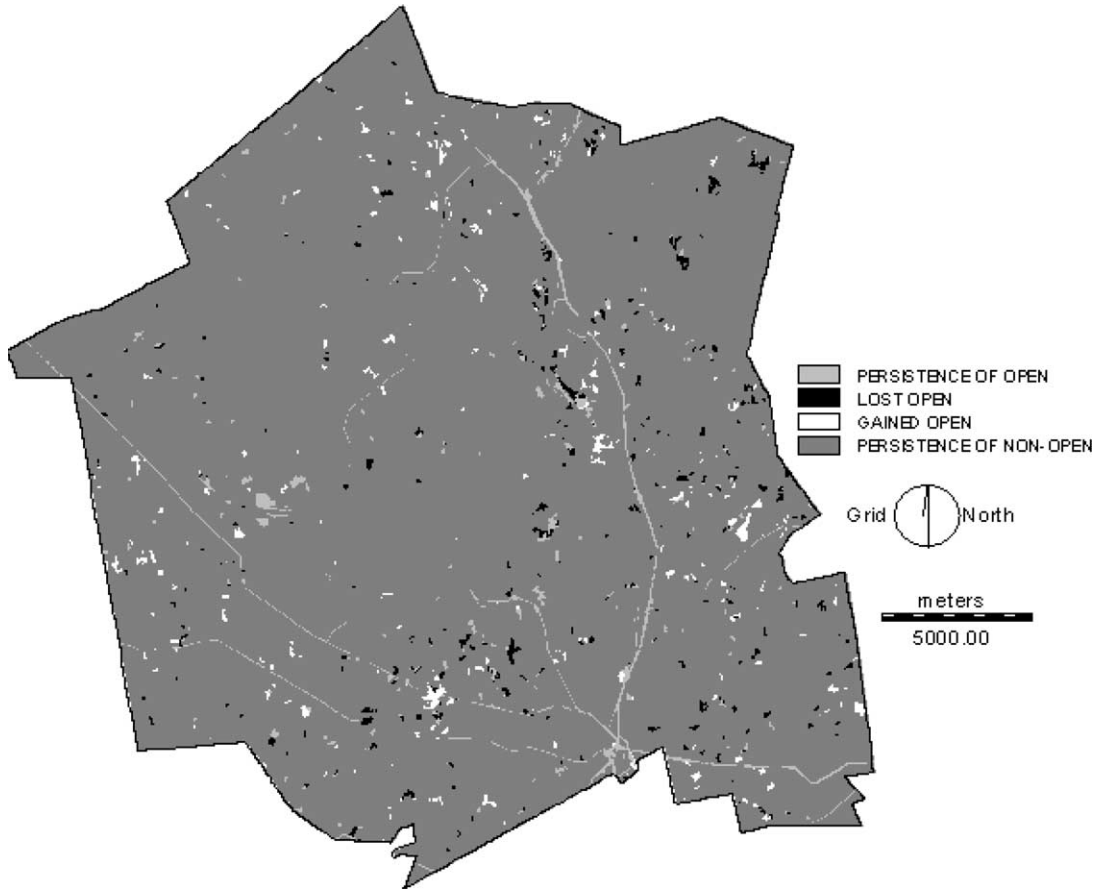 PERSISTENCE OF OPEN
LOST OPEN
GAINED OPEN
PERSISTENCE OF NON-OPEN
Grid North
meters
5000.00